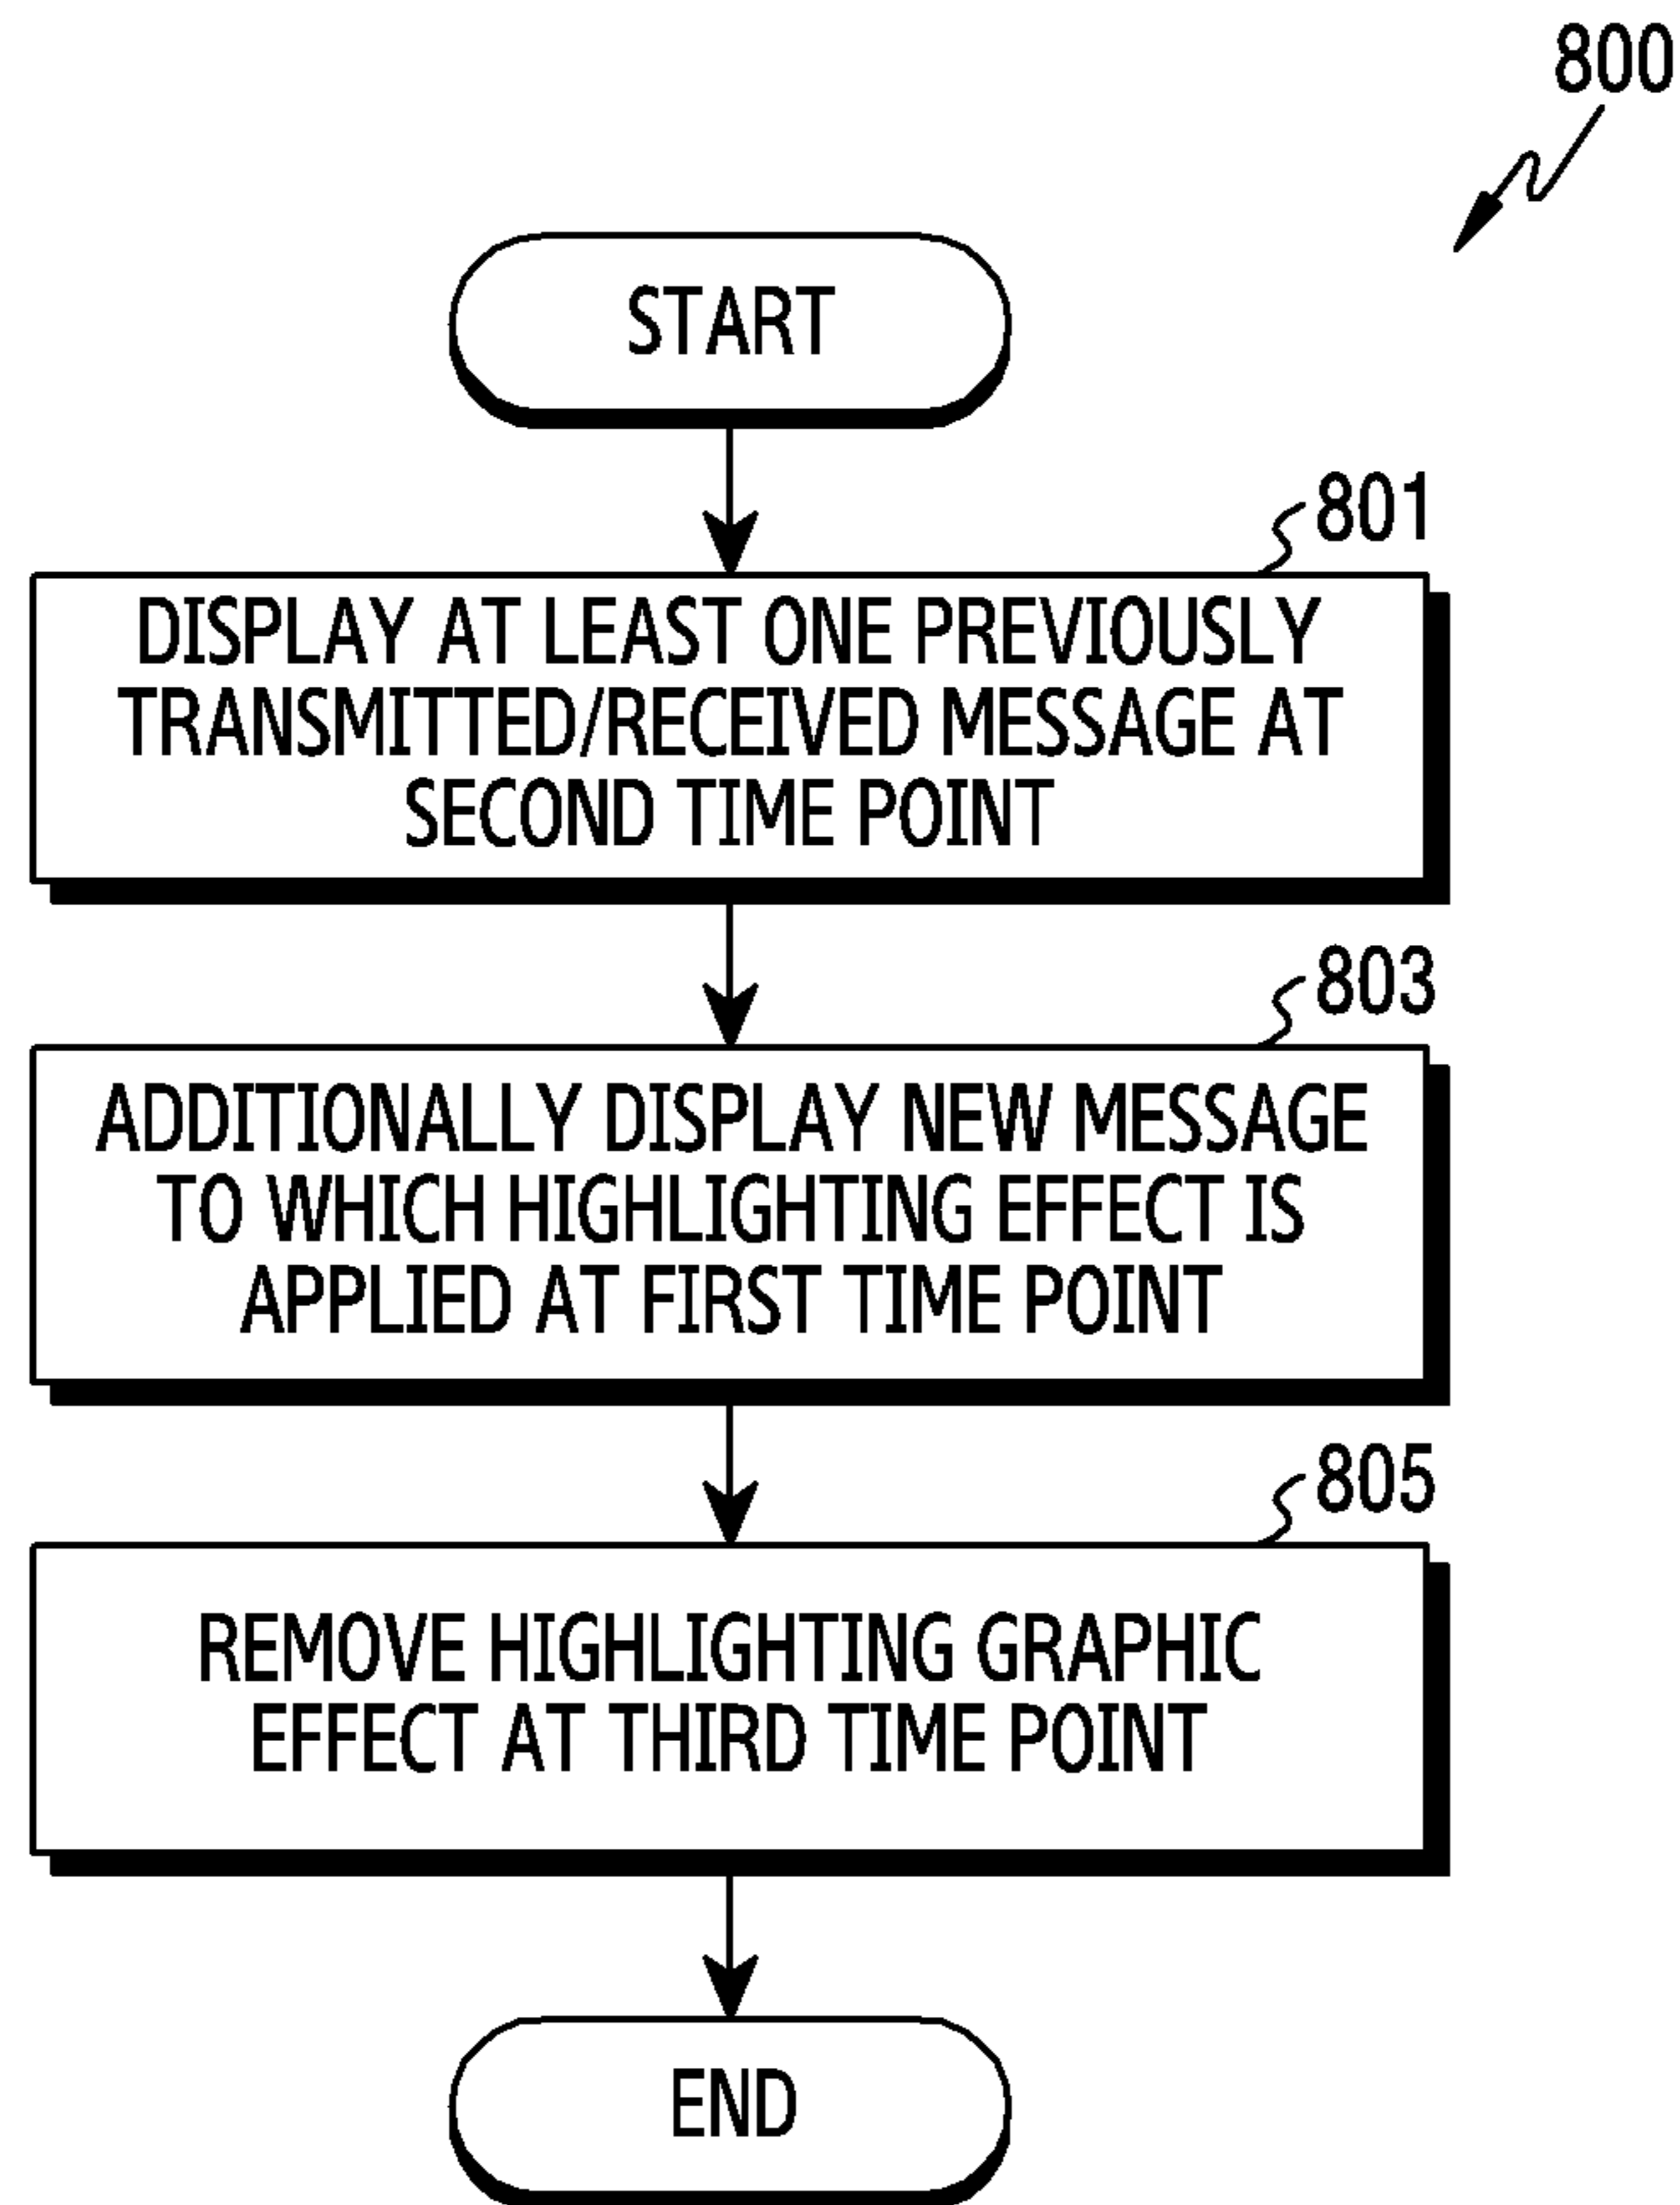 800
START
801
DISPLAY AT LEAST ONE PREVIOUSLY
TRANSMITTED/RECEIVED MESSAGE AT
SECOND TIME POINT
803
ADDITIONALLY DISPLAY NEW MESSAGE
TO WHICH HIGHLIGHTING EFFECT IS
APPLIED AT FIRST TIME POINT
805
REMOVE HIGHLIGHTING GRAPHIC
EFFECT AT THIRD TIME POINT
END